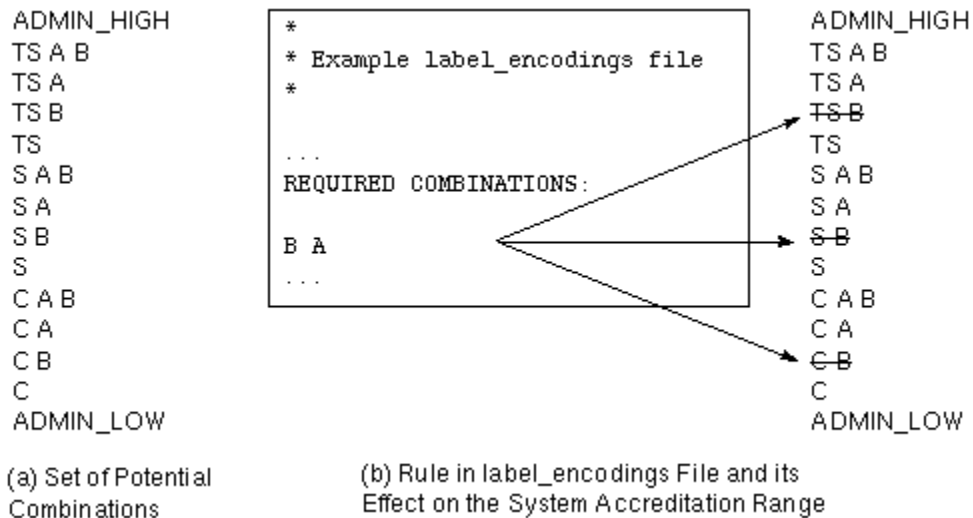 ADMIN_HIGH
TS A B
TS A
TS B
TS
S A B
S A
S B
S
C A B
C A
C B
C
ADMIN_LOW
(a) Set of Potential
Combinations
*
* Example label_encodings file
*
...
REQUIRED COMBINATIONS:
B A
...
ADMIN_HIGH
TS A B
TS A
TS B
TS
S A B
S A
S B
S
C A B
C A
C B
C
ADMIN_LOW
(b) Rule in label_encodings File and its
Effect on the System Accreditation Range